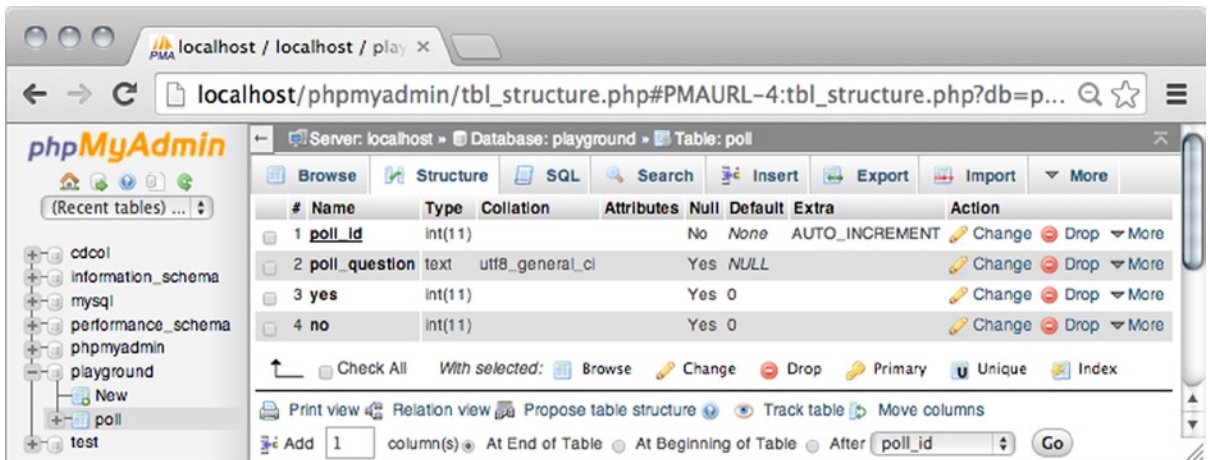 localhost / localhost / play
localhost/phpmyadmin/tbl_structure.php#PMAURL-4:tbl_structure.php?db=p...
phpMyAdmin
(Recent tables) ...
cdcol
information_schema
mysql
performance_schema
phpmyadmin
playground
New
poll
test
Server: localhost » Database: playground » Table: poll
Browse Structure SQL Search Insert Export Import More
# Name Type Collation Attributes Null Default Extra Action
1 poll_id int(11) No None AUTO_INCREMENT Change Drop More
2 poll_question text utf8_general_ci Yes NULL Change Drop More
3 yes int(11) Yes 0 Change Drop More
4 no int(11) Yes 0 Change Drop More
Check All With selected: Browse Change Drop Primary U Unique Index
Print view Relation view Propose table structure Track table Move columns
Add 1 column(s) At End of Table At Beginning of Table After poll_id Go